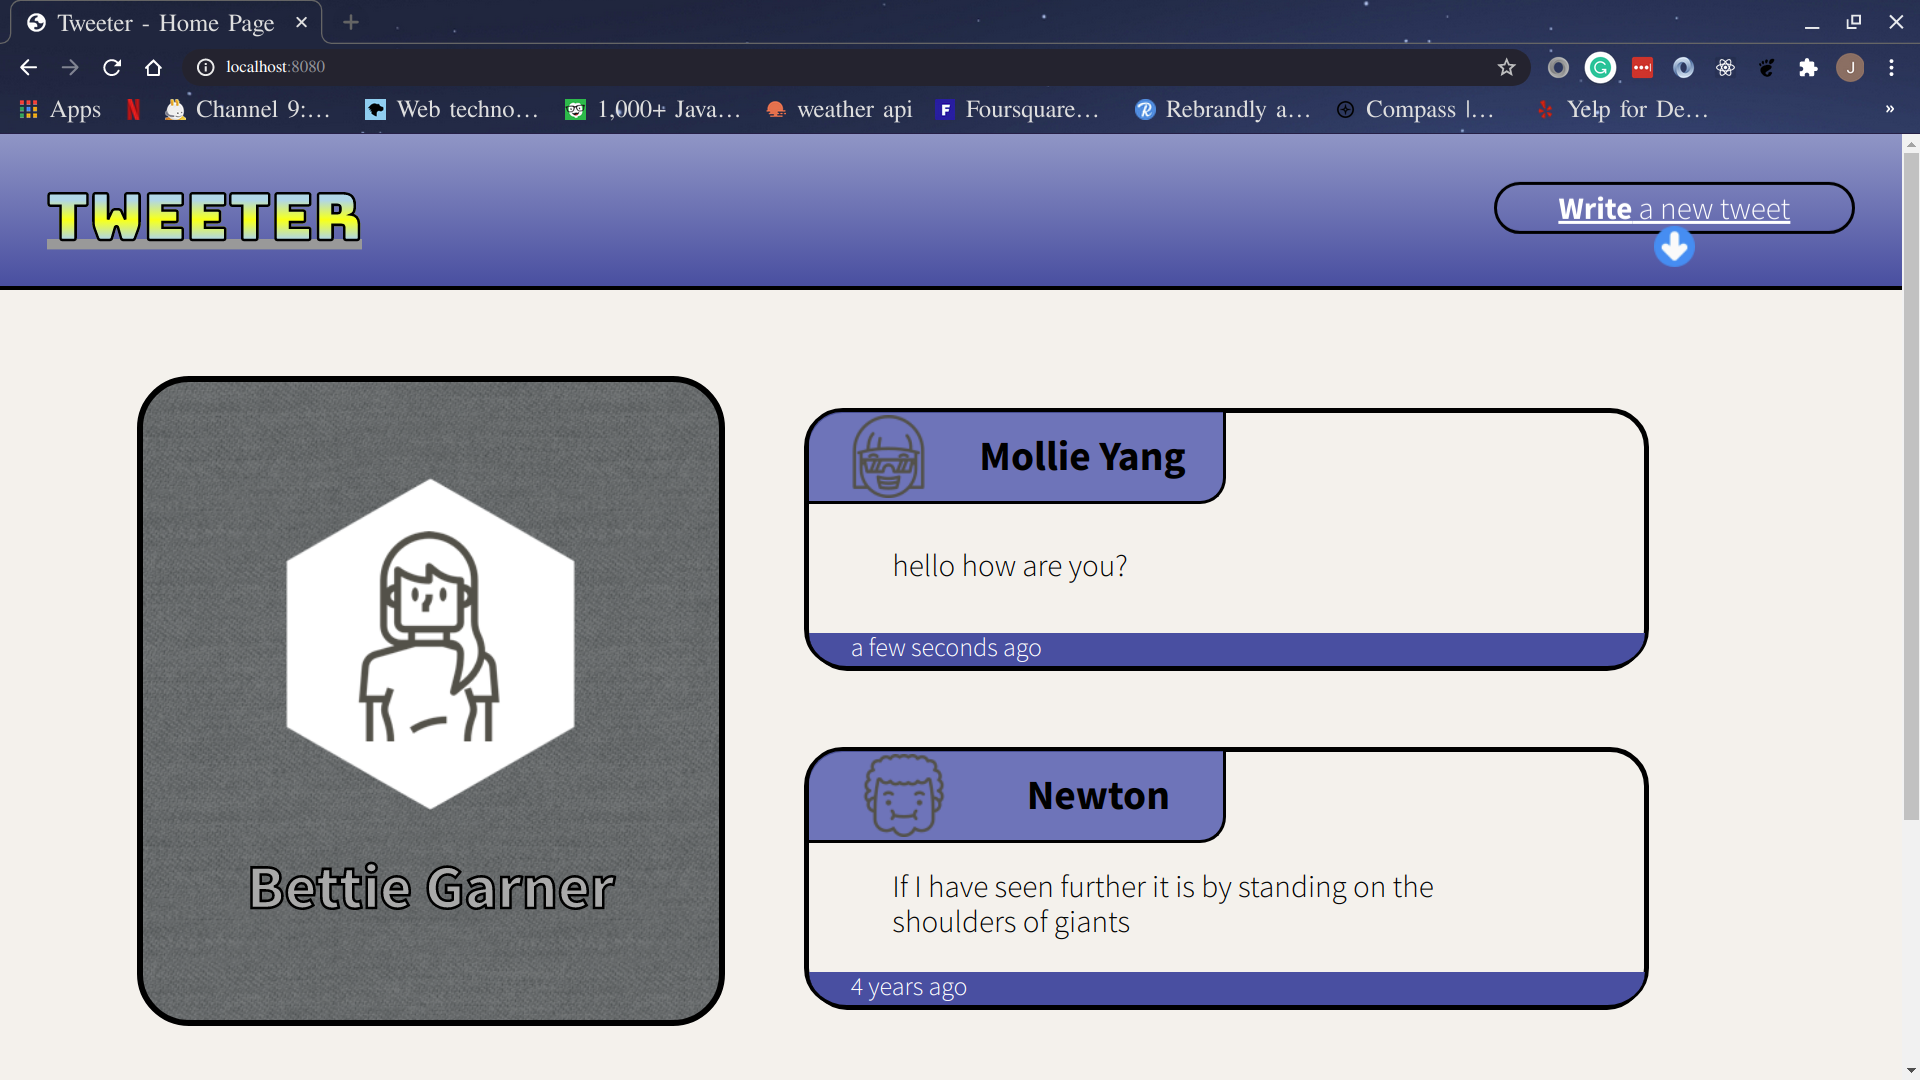 Tweeter - Home Page
localhost:8080
J
Apps
Channel 9:...
Web techno...
1,000+ Java...
weather api
F
Foursquare...
R
Rebrandly a...
Compass |...
Yelp for De...
»
TWEETER
Write a new tweet
Mollie Yang
hello how are you?
a few seconds ago
Bettie Garner
Newton
If I have seen further it is by standing on the
shoulders of giants
4 years ago